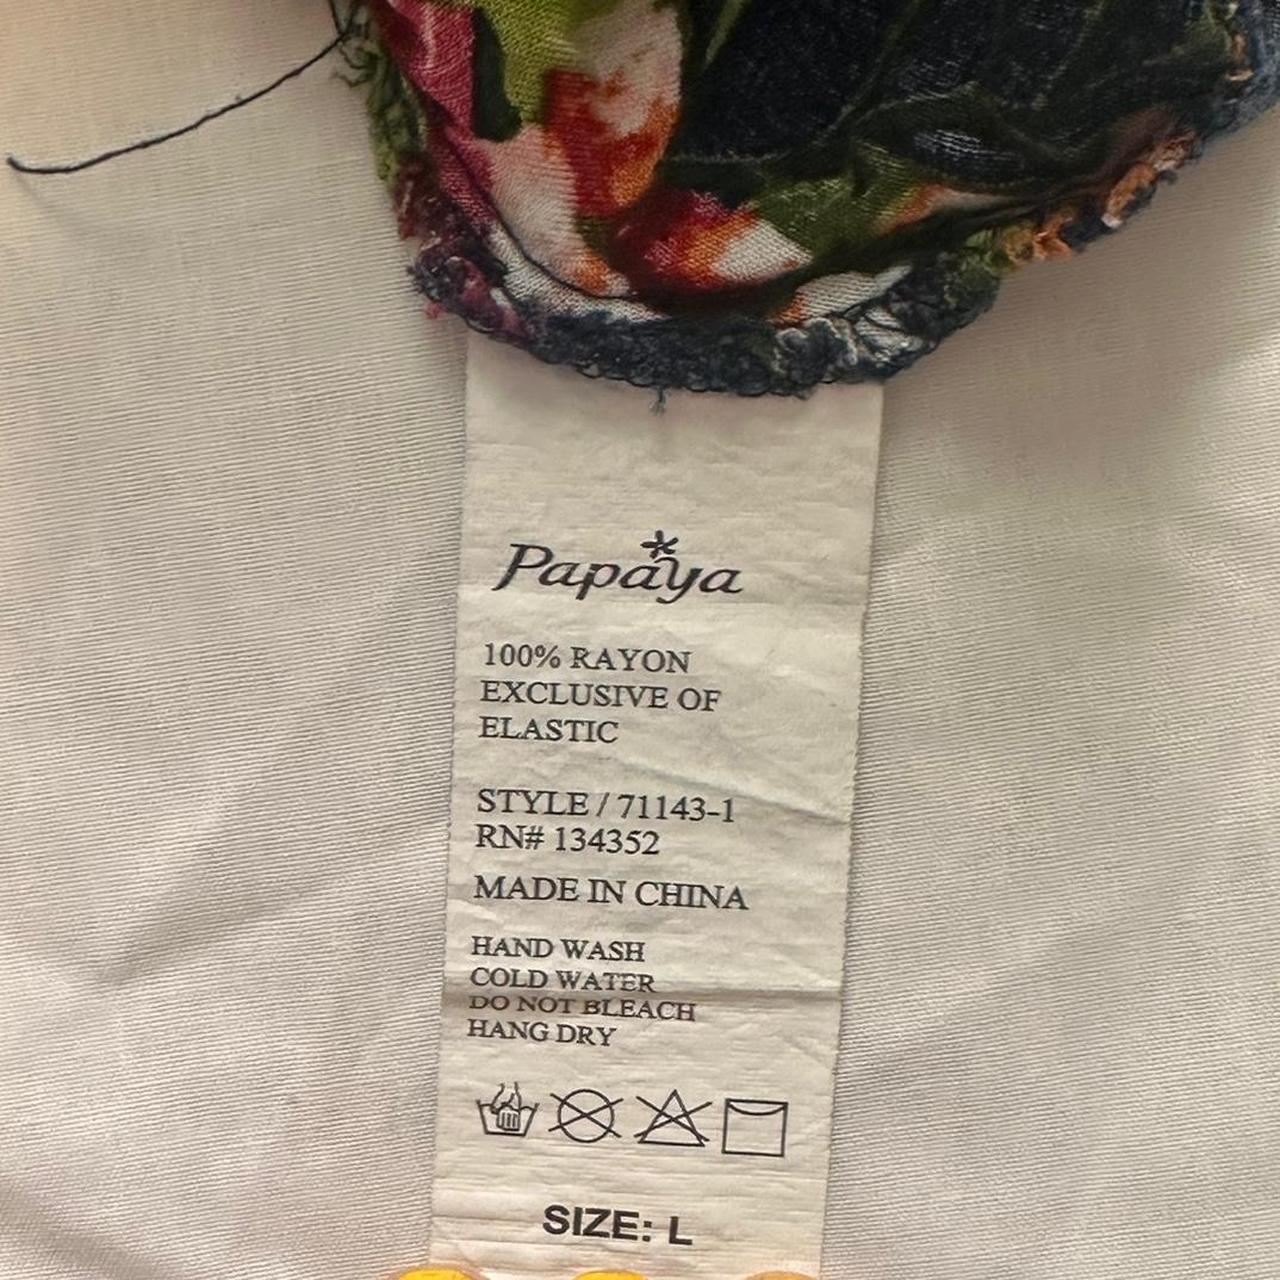 Papaya
100% RAYON
EXCLUSIVE OF
ELASTIC
STYLE / 71143-1
RN# 134352
MADE IN CHINA
HAND WASH
COLD WATER
DO NOT BLEACH
HANG DRY
SIZE: L